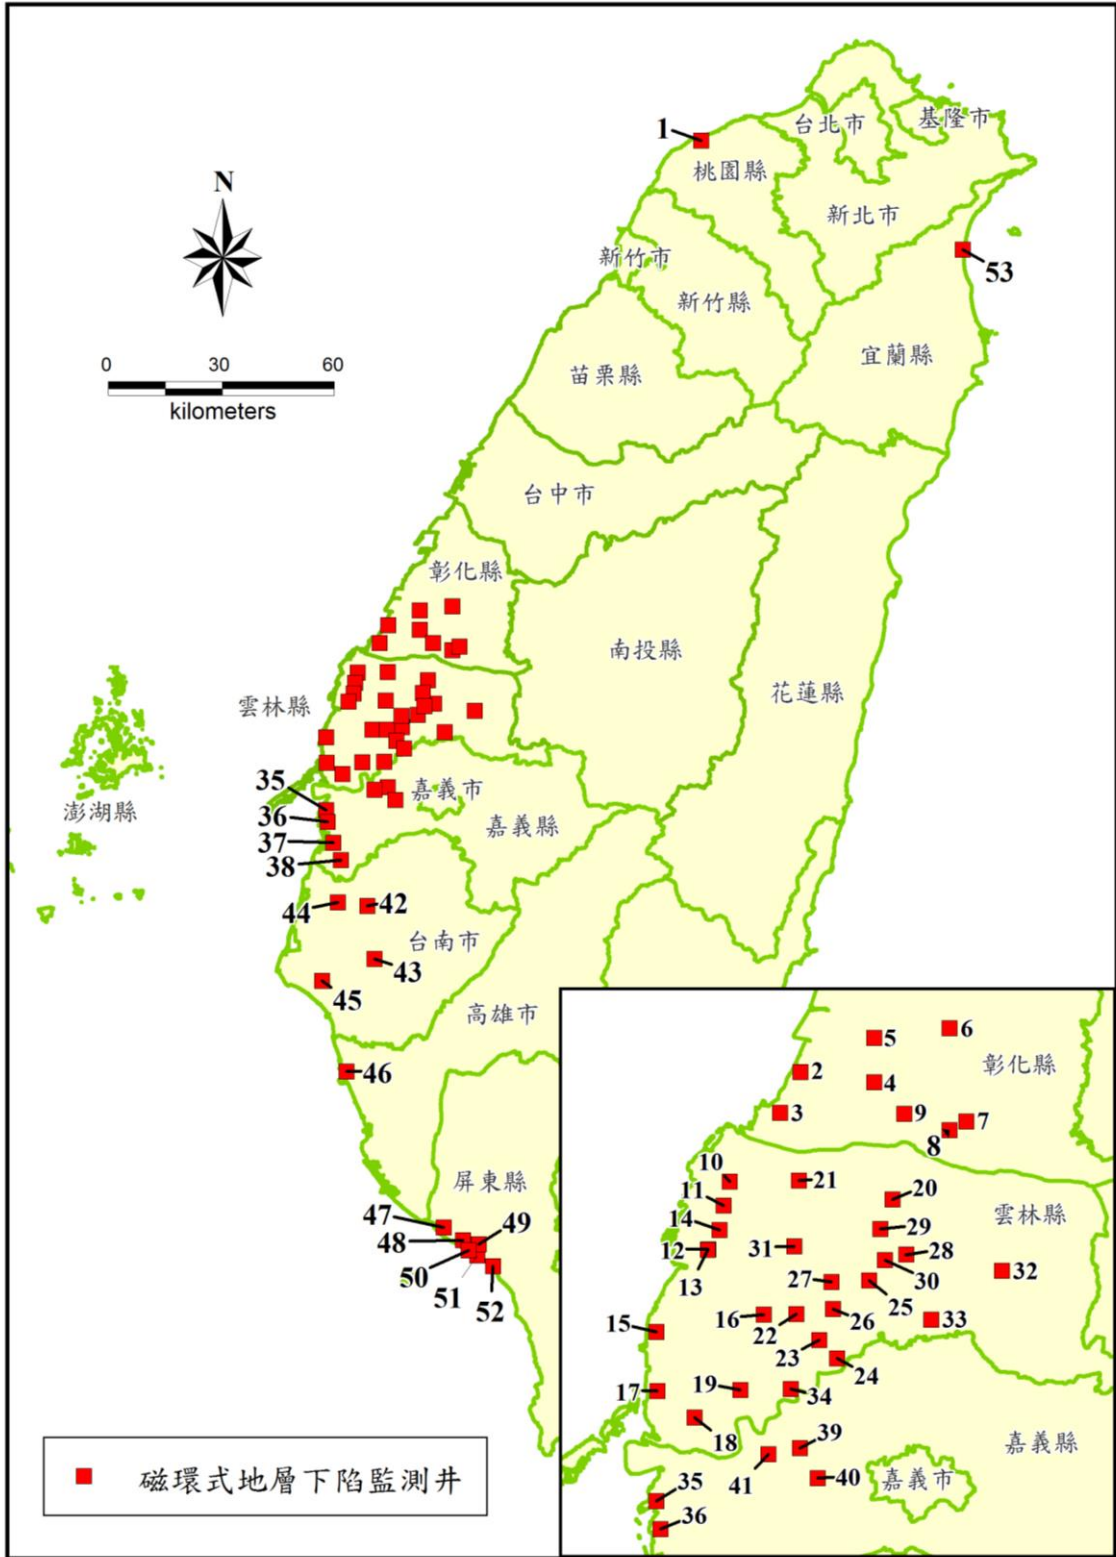 基隆市
台北市
1
桃園縣
N
新北市
新竹市
53
新竹縣
0 30 60
kilometers
宜蘭縣
苗栗縣
台中市
彰化縣
南投縣
花蓮縣
雲林縣
嘉義市
35
澎湖縣
36
嘉義縣
37
38
44
42
台南市
43
45
高雄市
46
屏東縣
47
49
48
50
51
52
磁環式地層下陷監測井
6
5
彰化縣
2
4
3
9
7
8
10
21
20
11
雲林縣
14
29
31
28
12
30
32
13
27
25
16
22
26
33
15
23
24
19
34
17
18
39
嘉義縣
41
40
嘉義市
35
36